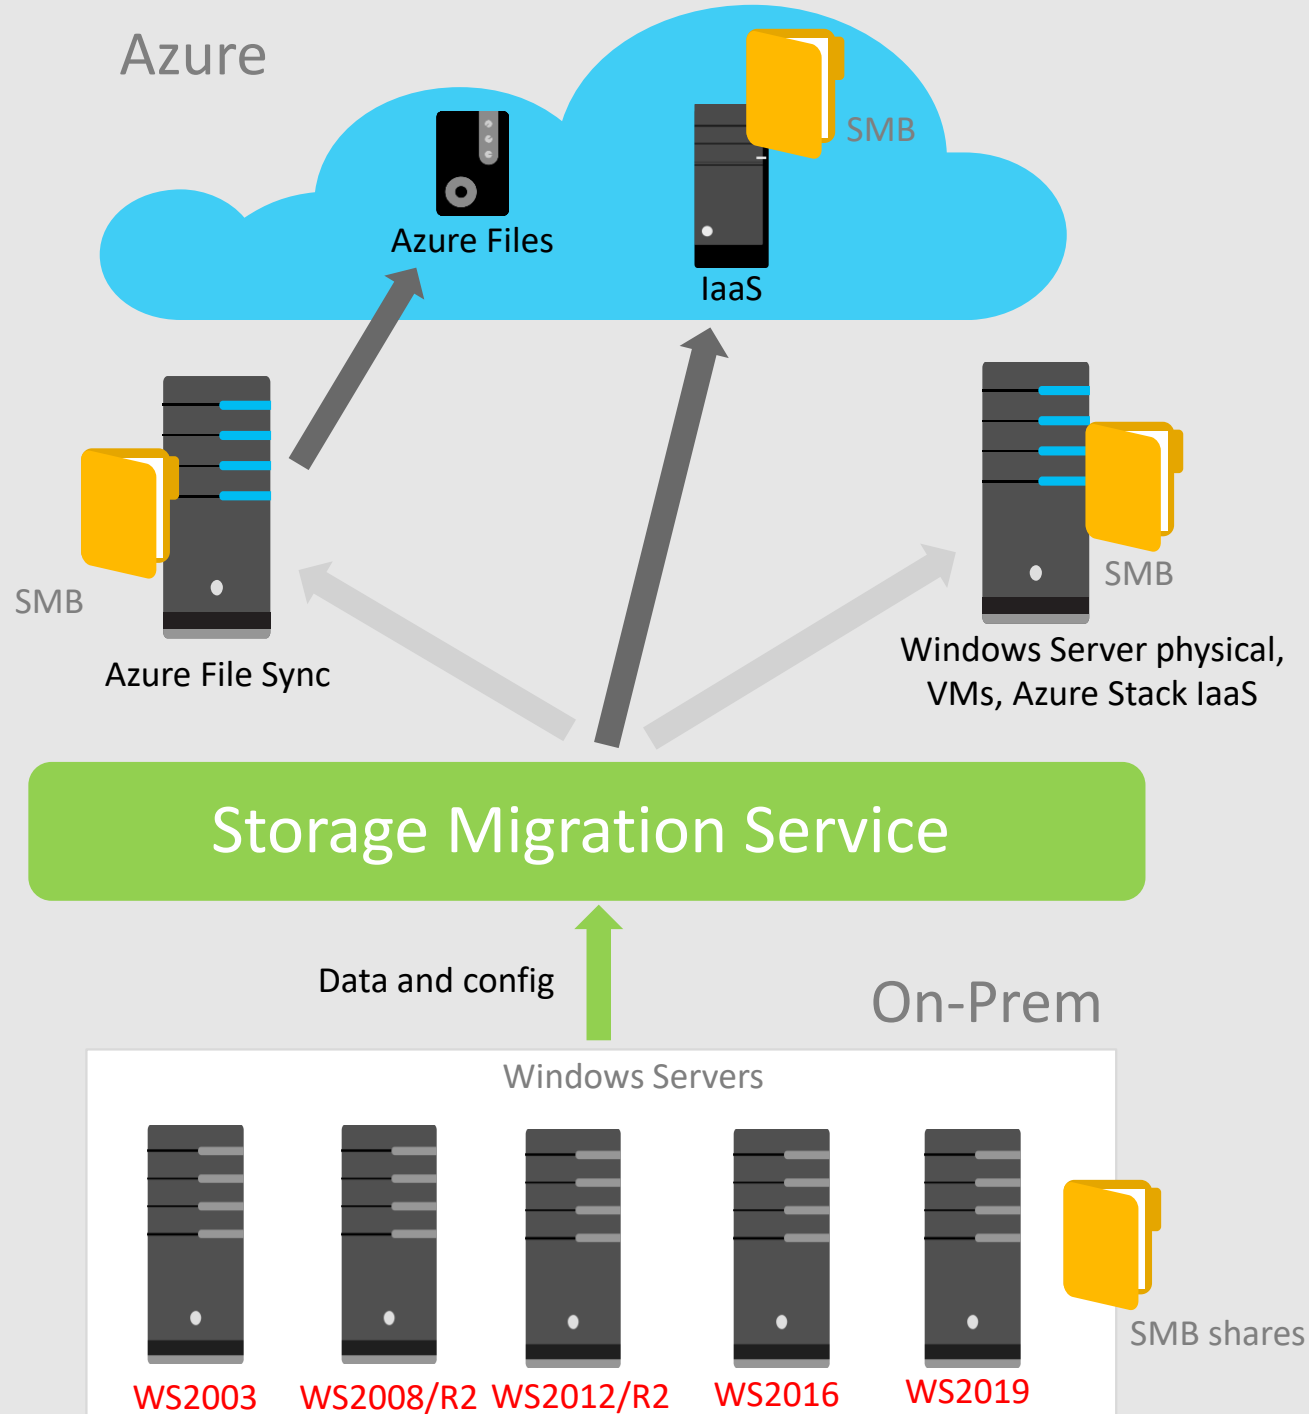 Azure
SMB
Azure Files
IaaS
SMB
SMB
Azure File Sync
Windows Server physical,
VMs, Azure Stack IaaS
Storage Migration Service
Data and config
On-Prem
Windows Servers
SMB shares
WS2003
WS2008/R2
WS2012/R2
WS2016
WS2019